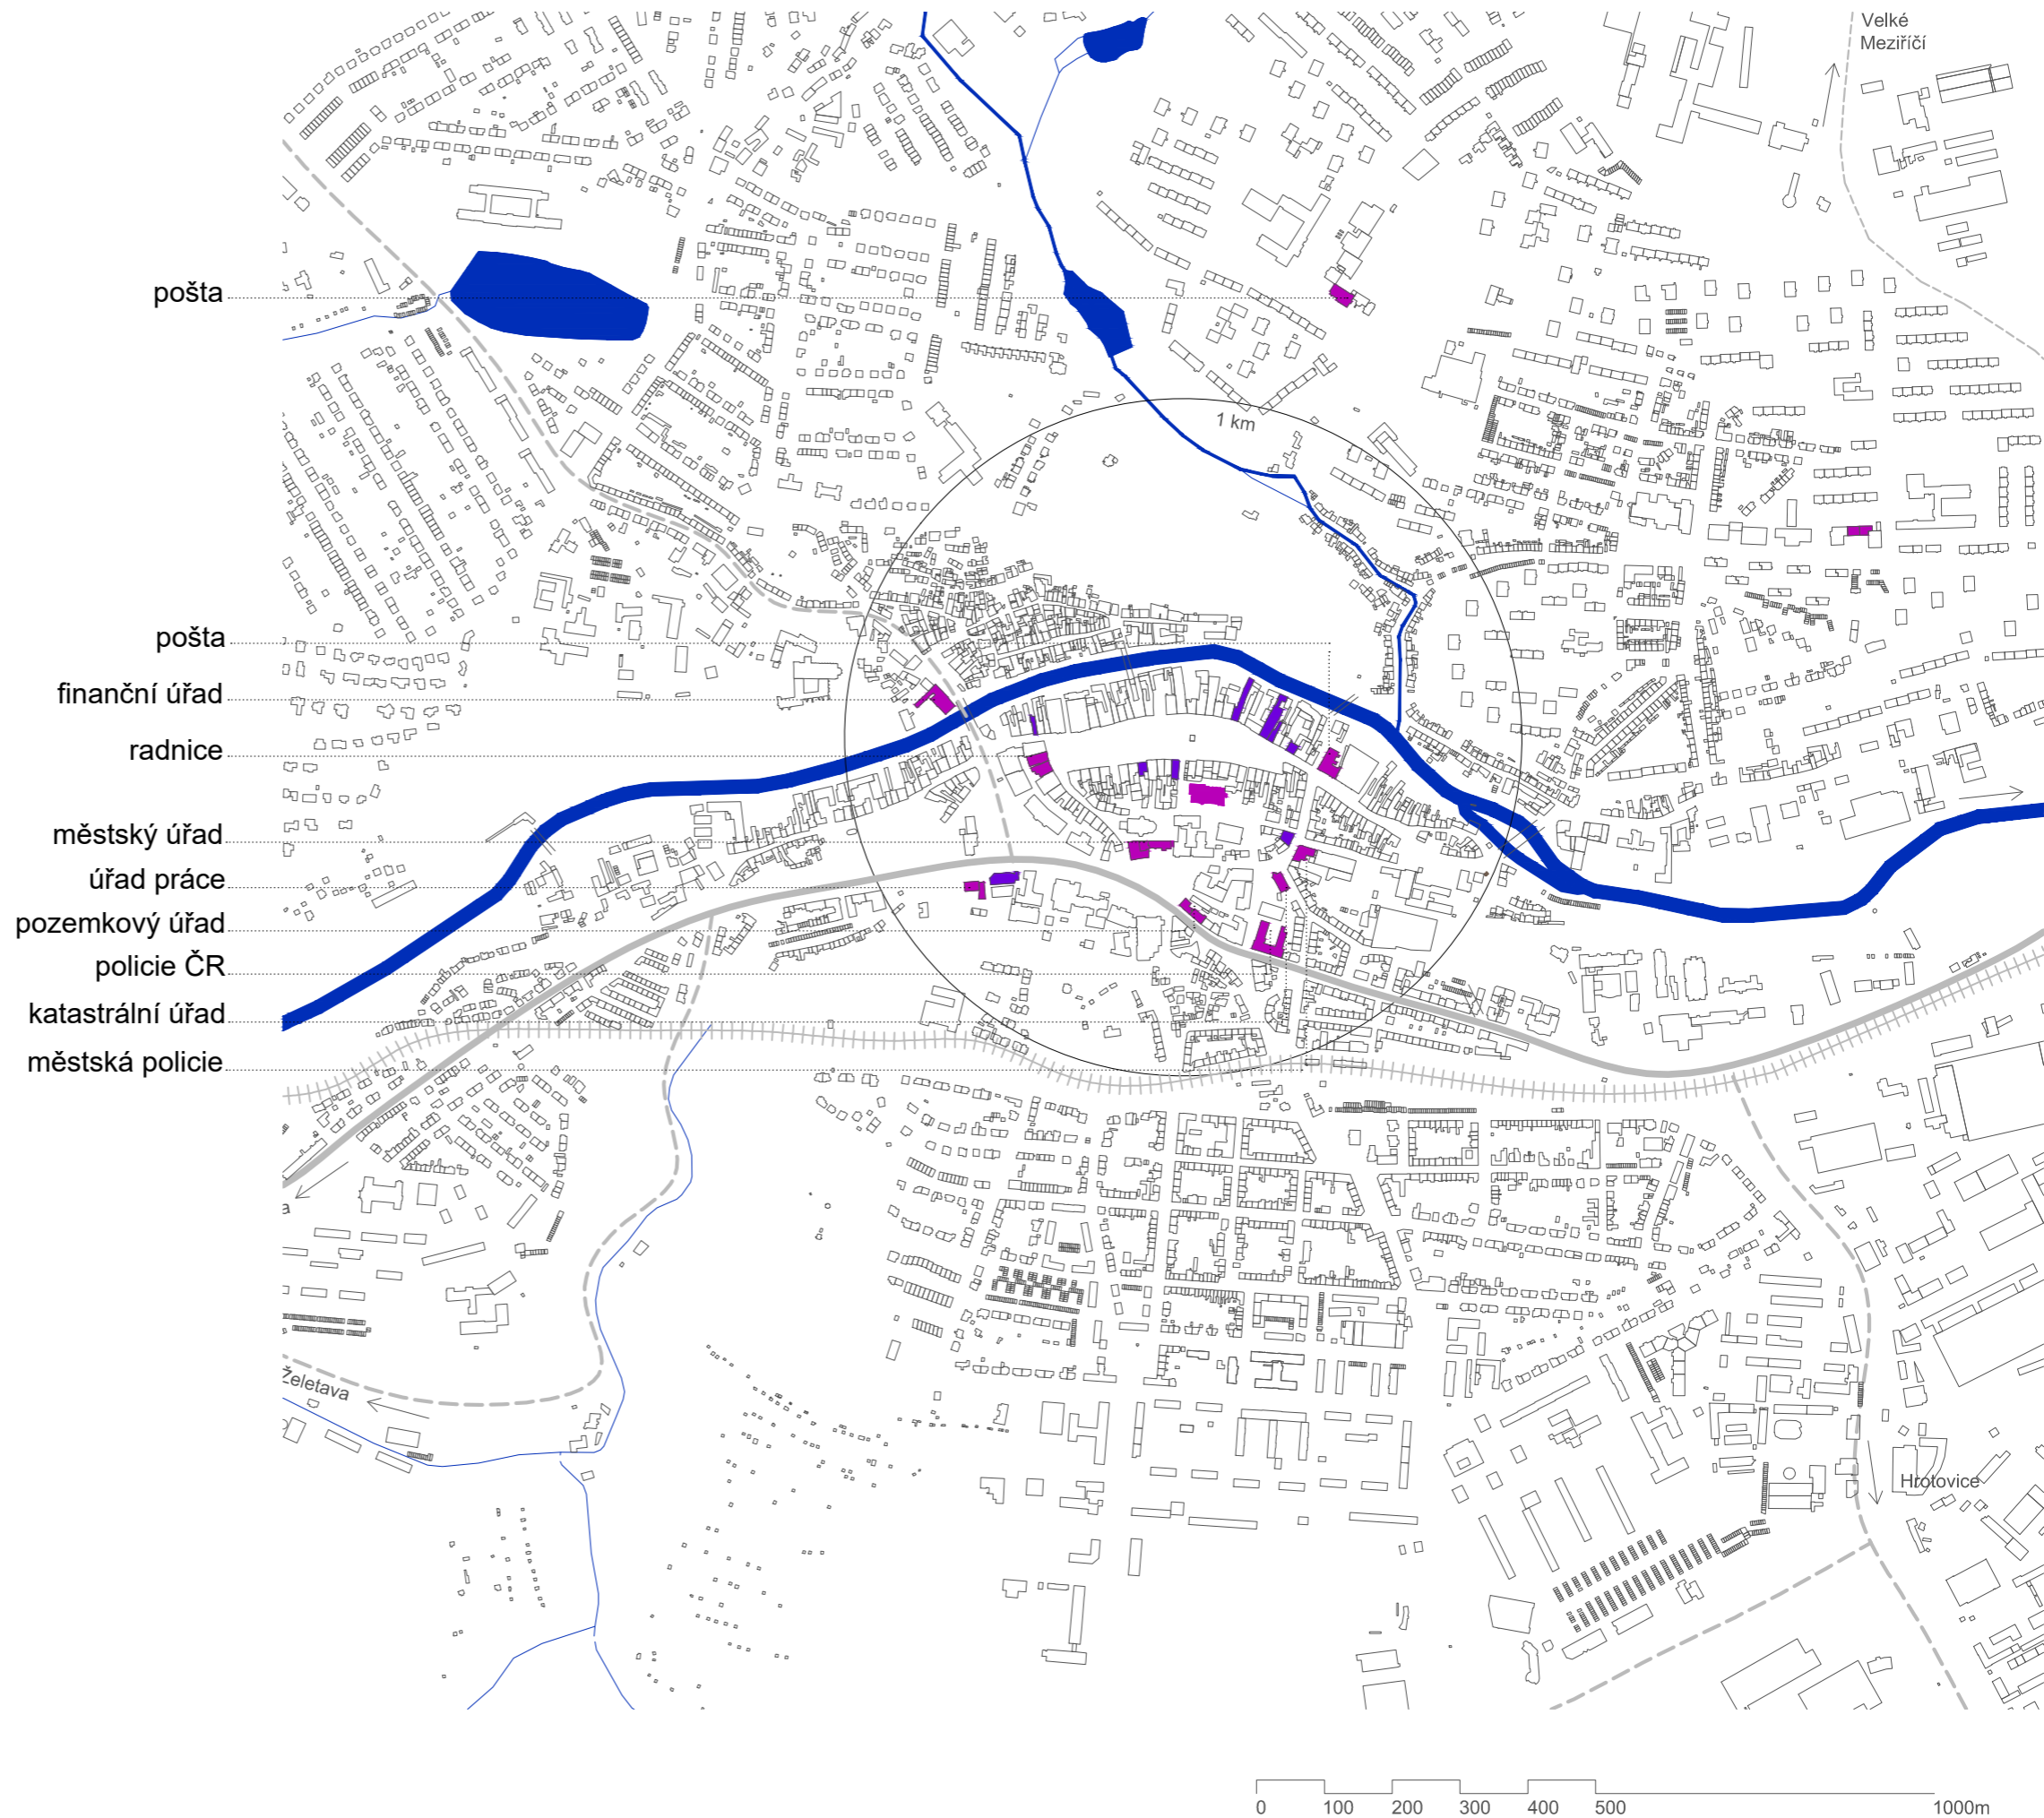 Velké
Meziříčí
pošta
1 km
pošta
finanční úřad
radnice
městský úřad
úřad práce
pozemkový úřad
policie ČR
katastrální úřad
městská policie
a
Želetava
Hrotovice
0 100 200 300 400 500 1000m